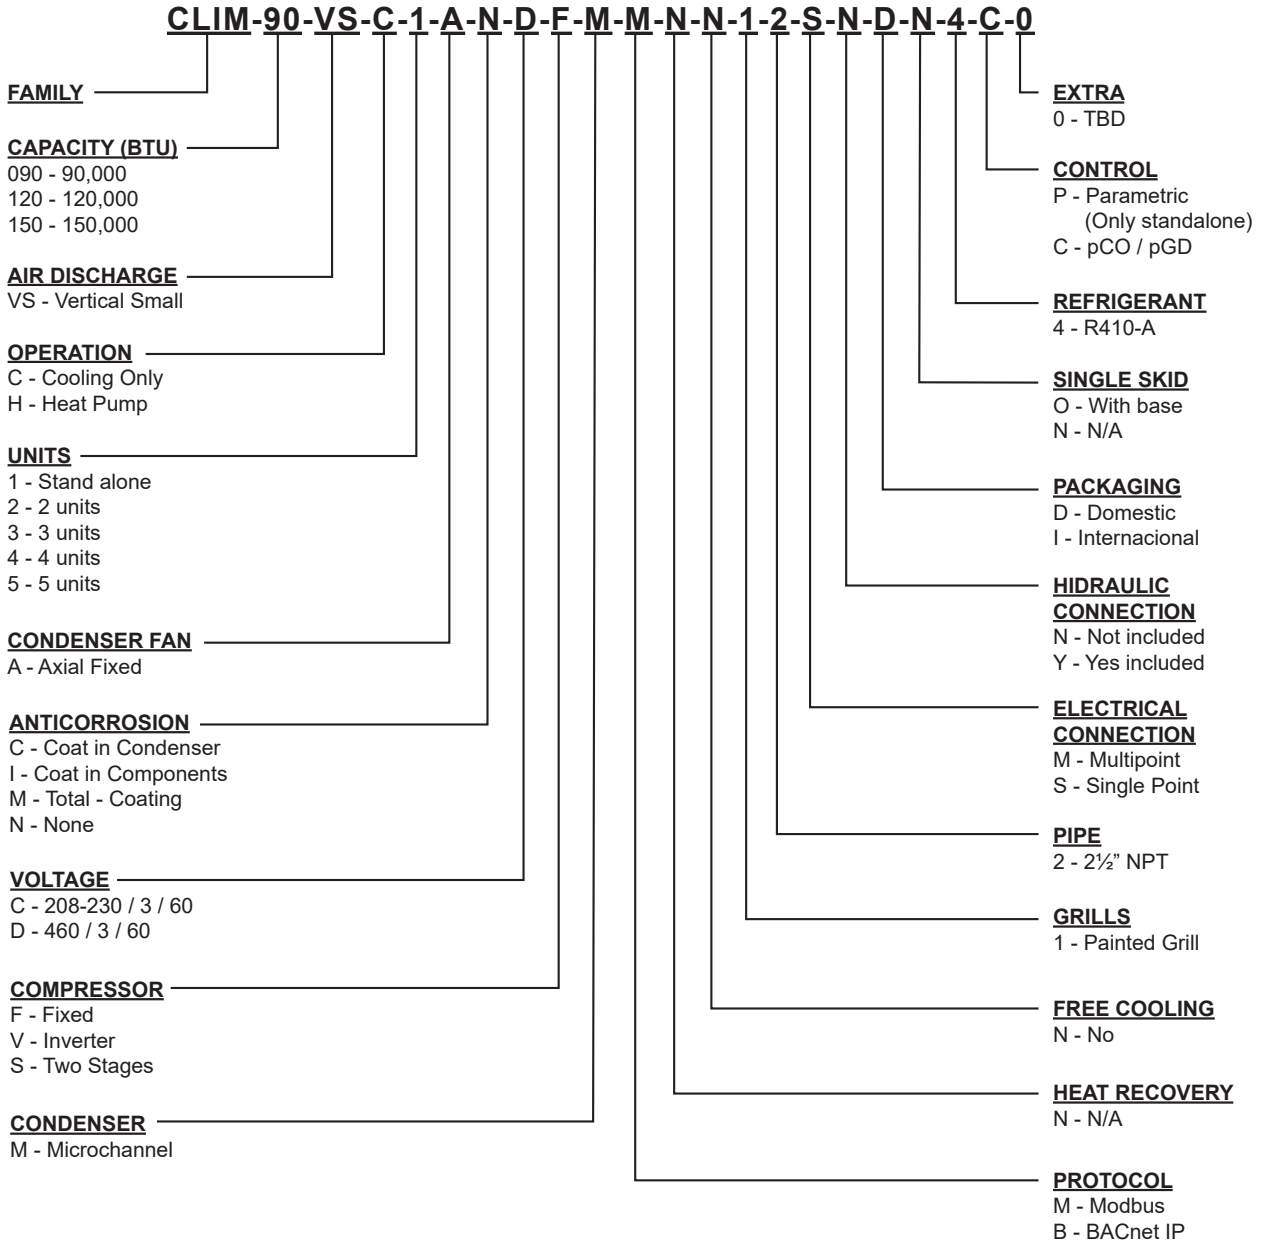 CLIM-90-VS-C-1-A-N-D-F-M-M-N-N-1-2-S-N-D-N-4-C-0
FAMILY
CAPACITY (BTU)
090 - 90,000
120 - 120,000
150 - 150,000
AIR DISCHARGE
VS - Vertical Small
OPERATION
C - Cooling Only
H - Heat Pump
UNITS
1 - Stand alone
2 - 2 units
3 - 3 units
4 - 4 units
5 - 5 units
CONDENSER FAN
A - Axial Fixed
ANTICORROSION
C - Coat in Condenser
I - Coat in Components
M - Total - Coating
N - None
VOLTAGE
C - 208-230 / 3 / 60
D - 460 / 3 / 60
COMPRESSOR
F - Fixed
V - Inverter
S - Two Stages
CONDENSER
M - Microchannel
EXTRA
0 - TBD
CONTROL
P - Parametric
(Only standalone)
C - pCO / pGD
REFRIGERANT
4 - R410-A
SINGLE SKID
O - With base
N - N/A
PACKAGING
D - Domestic
I - Internacional
HIDRAULIC
CONNECTION
N - Not included
Y - Yes included
ELECTRICAL
CONNECTION
M - Multipoint
S - Single Point
PIPE
2 - 2½” NPT
GRILLS
1 - Painted Grill
FREE COOLING
N - No
HEAT RECOVERY
N - N/A
PROTOCOL
M - Modbus
B - BACnet IP